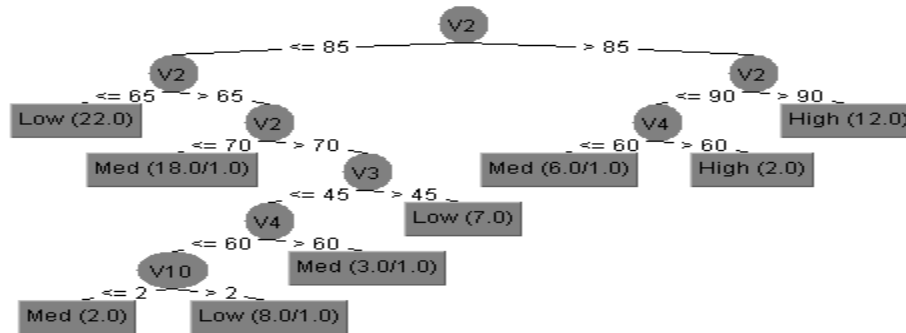 V2
<= 85 > 85
V2 V2
<= 65 > 65 <= 90 > 90
Low (22.0) V2 V4 High (12.0)
<= 70 > 70 <= 60 > 60
Med (18.0/1.0) V3 Med (6.0/1.0) High (2.0)
<= 45 > 45
V4 Low (7.0)
<= 60 > 60
V10 Med (3.0/1.0)
<= 2 > 2
Med (2.0) Low (8.0/1.0)